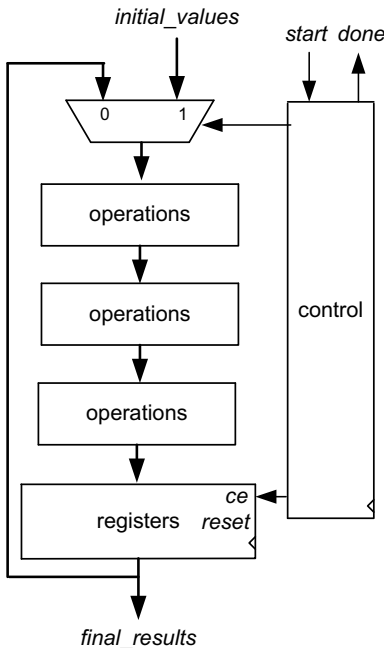 initial_values
start done
0 1
operations
operations
control
operations
ce
registers
reset
final_results